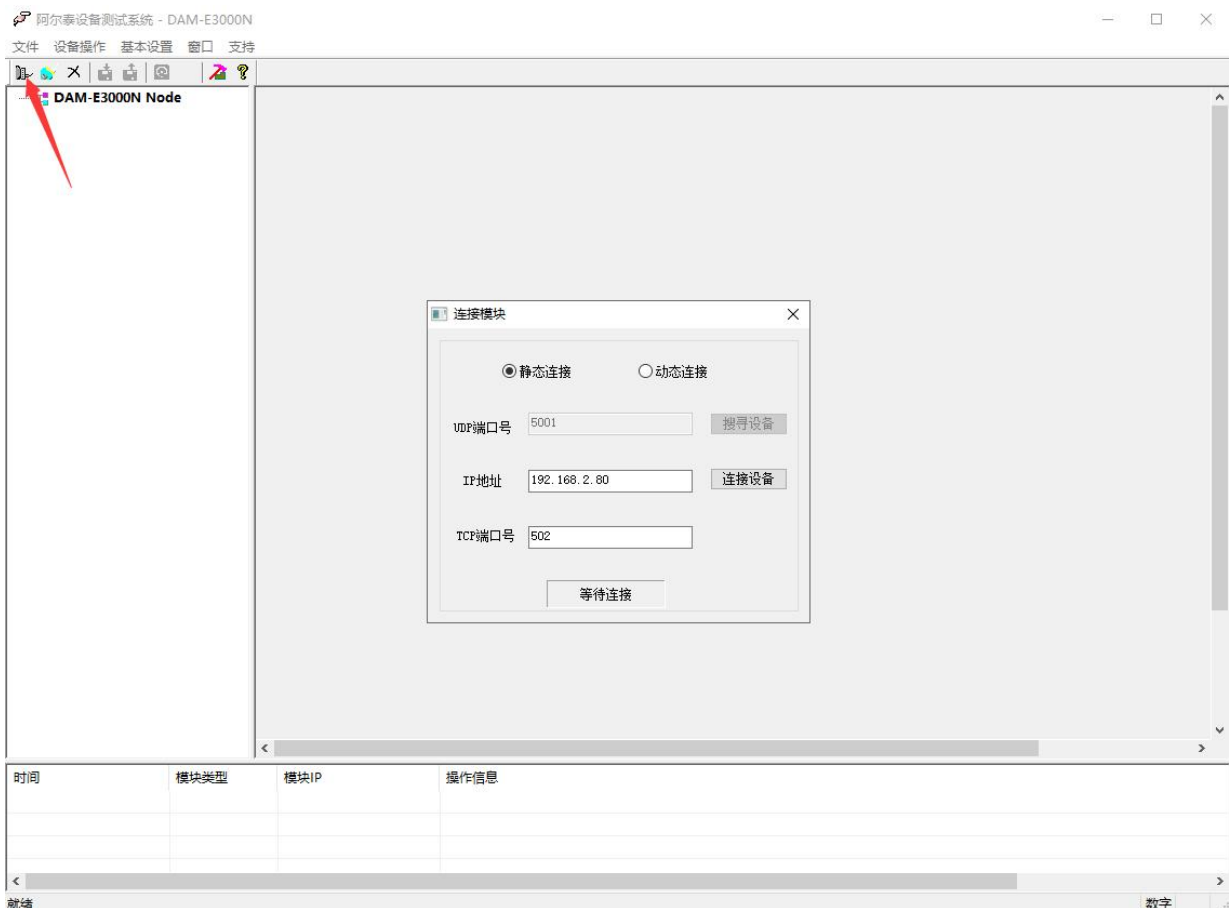 阿尔泰设备测试系统 - DAM-E3000N
文件 设备操作 基本设置 窗口 支持
DAM-E3000N Node
连接模块
静态连接 动态连接
UDP端口号 5001 搜寻设备
IP地址 192.168.2.80 连接设备
TCP端口号 502
等待连接
时间 模块类型 模块IP 操作信息
就绪 数字